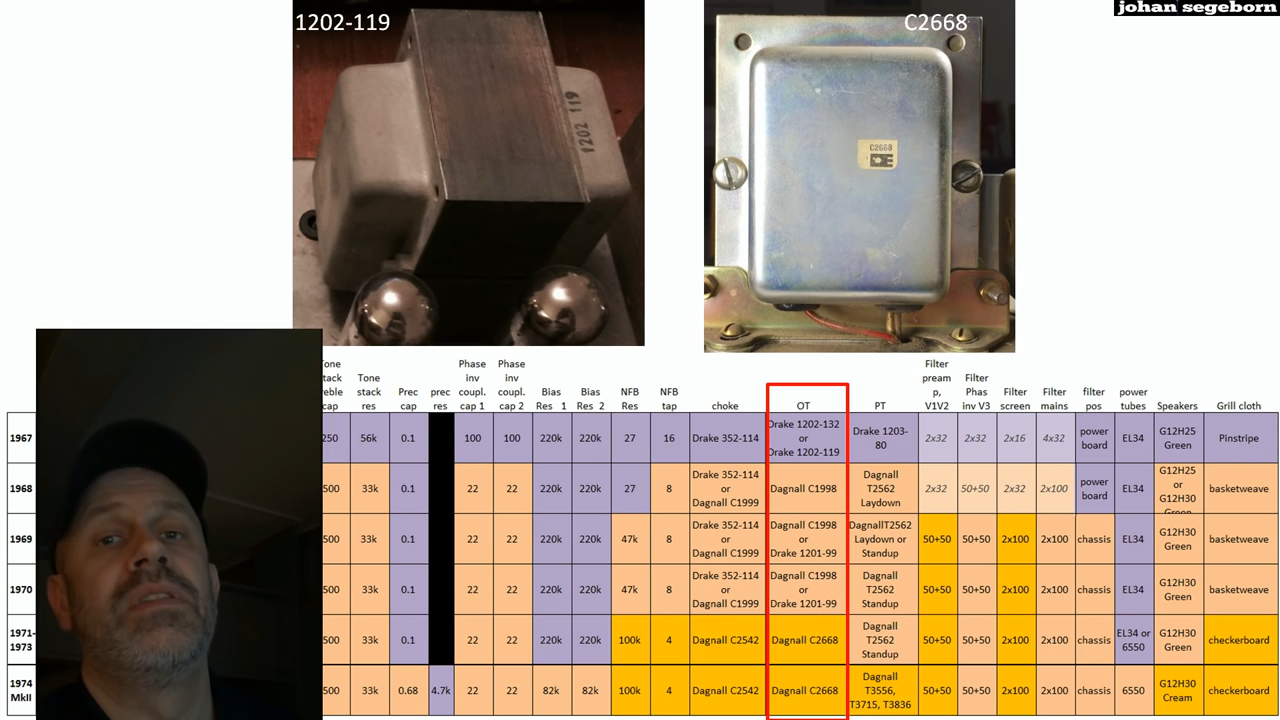 1202-119
C2668
johan segeborn
1202 119
C2668
Tone stack treble cap	Tone stack res	Prec cap	prec res	Phase inv coupl. cap 1	Phase inv coupl. cap 2	Bias Res 1	Bias Res 2	NFB Res	NFB tap	choke	OT	PT	Filter pream p, V1V2	Filter Phas inv V3	Filter screen	Filter mains	filter pos	power tubes	Speakers	Grill cloth
1967	250	56k	0.1	100	100	220k	220k	27	16	Drake 352-114	Drake 1202-132 or Drake 1202-119	Drake 1203-80	2x32	2x32	2x16	4x32	power board	EL34	G12H25 Green	Pinstripe
1968	500	33k	0.1	22	22	220k	220k	27	8	Drake 352-114 or Dagnall C1999	Dagnall C1998	Dagnall T2562 Laydown	2x32	50+50	2x32	2x100	power board	EL34	G12H25 or G12H30 Green	basketweave
1969	500	33k	0.1	22	22	220k	220k	47k	8	Drake 352-114 or Dagnall C1999	Dagnall C1998 or Drake 1201-99	DagnallT2562 Laydown or Standup	50+50	50+50	2x100	2x100	chassis	EL34	G12H30 Green	basketweave
1970	500	33k	0.1	22	22	220k	220k	47k	8	Drake 352-114 or Dagnall C1999	Dagnall C1998 or Drake 1201-99	Dagnall T2562 Standup	50+50	50+50	2x100	2x100	chassis	EL34	G12H30 Green	basketweave
1971-1973	500	33k	0.1	22	22	220k	220k	100k	4	Dagnall C2542	Dagnall C2668	Dagnall T2562 Standup	50+50	50+50	2x100	2x100	chassis	EL34 or 6550	G12H30 Green	checkerboard
1974 MkII	500	33k	0.68	4.7k	22	22	82k	82k	100k	4	Dagnall C2542	Dagnall C2668	Dagnall T3556, T3715, T3836	50+50	50+50	2x100	2x100	chassis	6550	G12H30 Cream	checkerboard